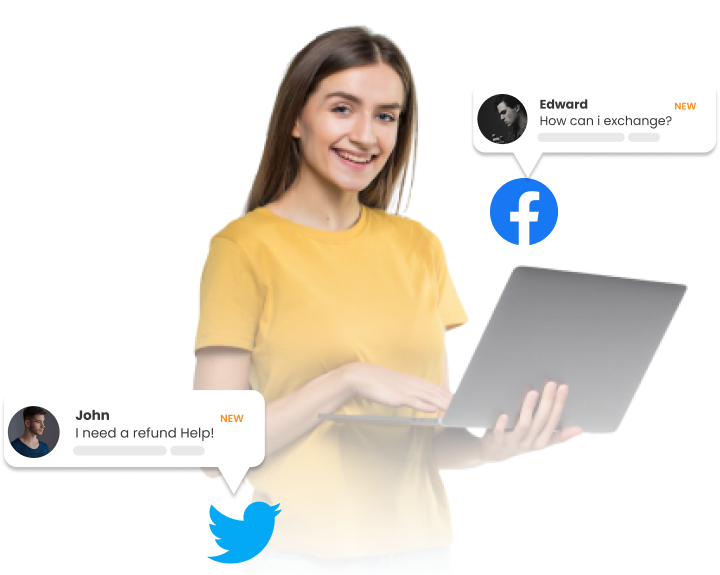 Edward
NEW
How can i exchange?
John
NEW
I need a refund Help!